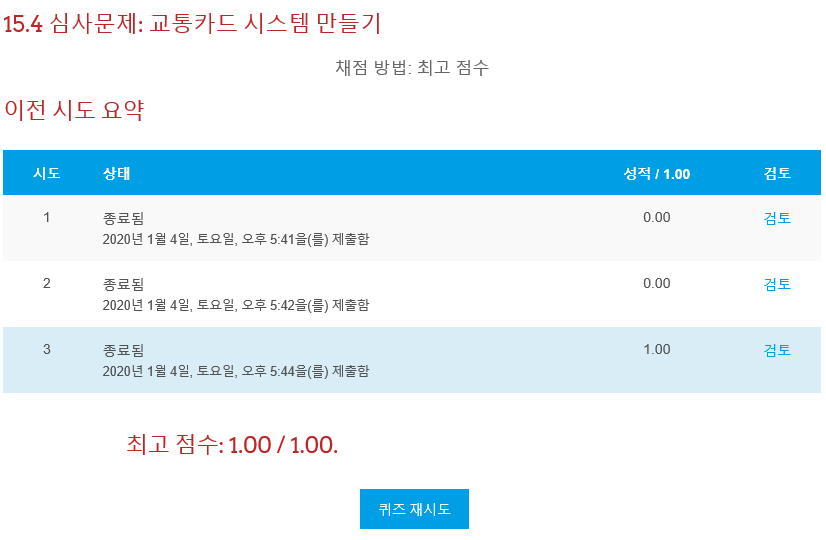 15.4 심사문제: 교통카드 시스템 만들기
채점 방법: 최고 점수
이전 시도 요약
시도 상태 성적 / 1.00 검토
1 종료됨 0.00 검토
2020년 1월 4일, 토요일, 오후 5:41을(를) 제출함
2 종료됨 0.00 검토
2020년 1월 4일, 토요일, 오후 5:42을(를) 제출함
3 종료됨 1.00 검토
2020년 1월 4일, 토요일, 오후 5:44을(를) 제출함
최고 점수: 1.00 / 1.00.
퀴즈 재시도